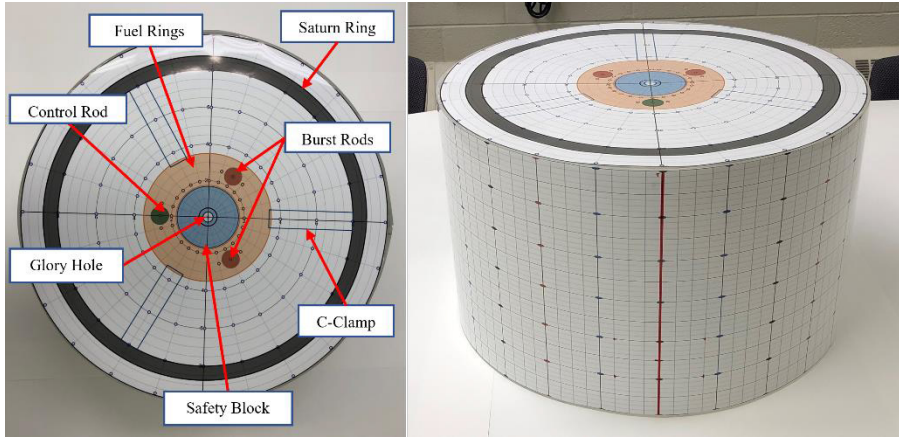 Fuel Rings
Saturn Ring
Control Rod
Burst Rods
Glory Hole
C-Clamp
Safety Block